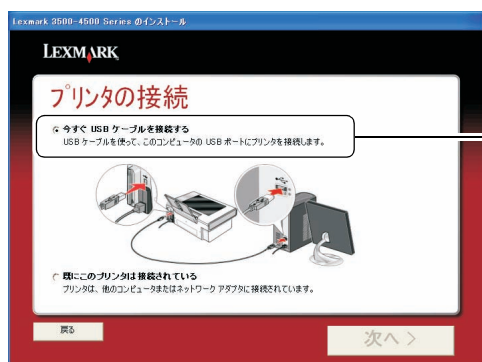 Lexmark 3500-4500 Series のインストール
LEXMARK
プリンタの接続
今すぐ USB ケーブルを接続する
USB ケーブルを使って、このコンピュータの USB ポートにプリンタを接続します。
既にこのプリンタは接続されている
プリンタは、他のコンピュータまたはネットワーク アダプタに接続されています。
戻る
次へ >